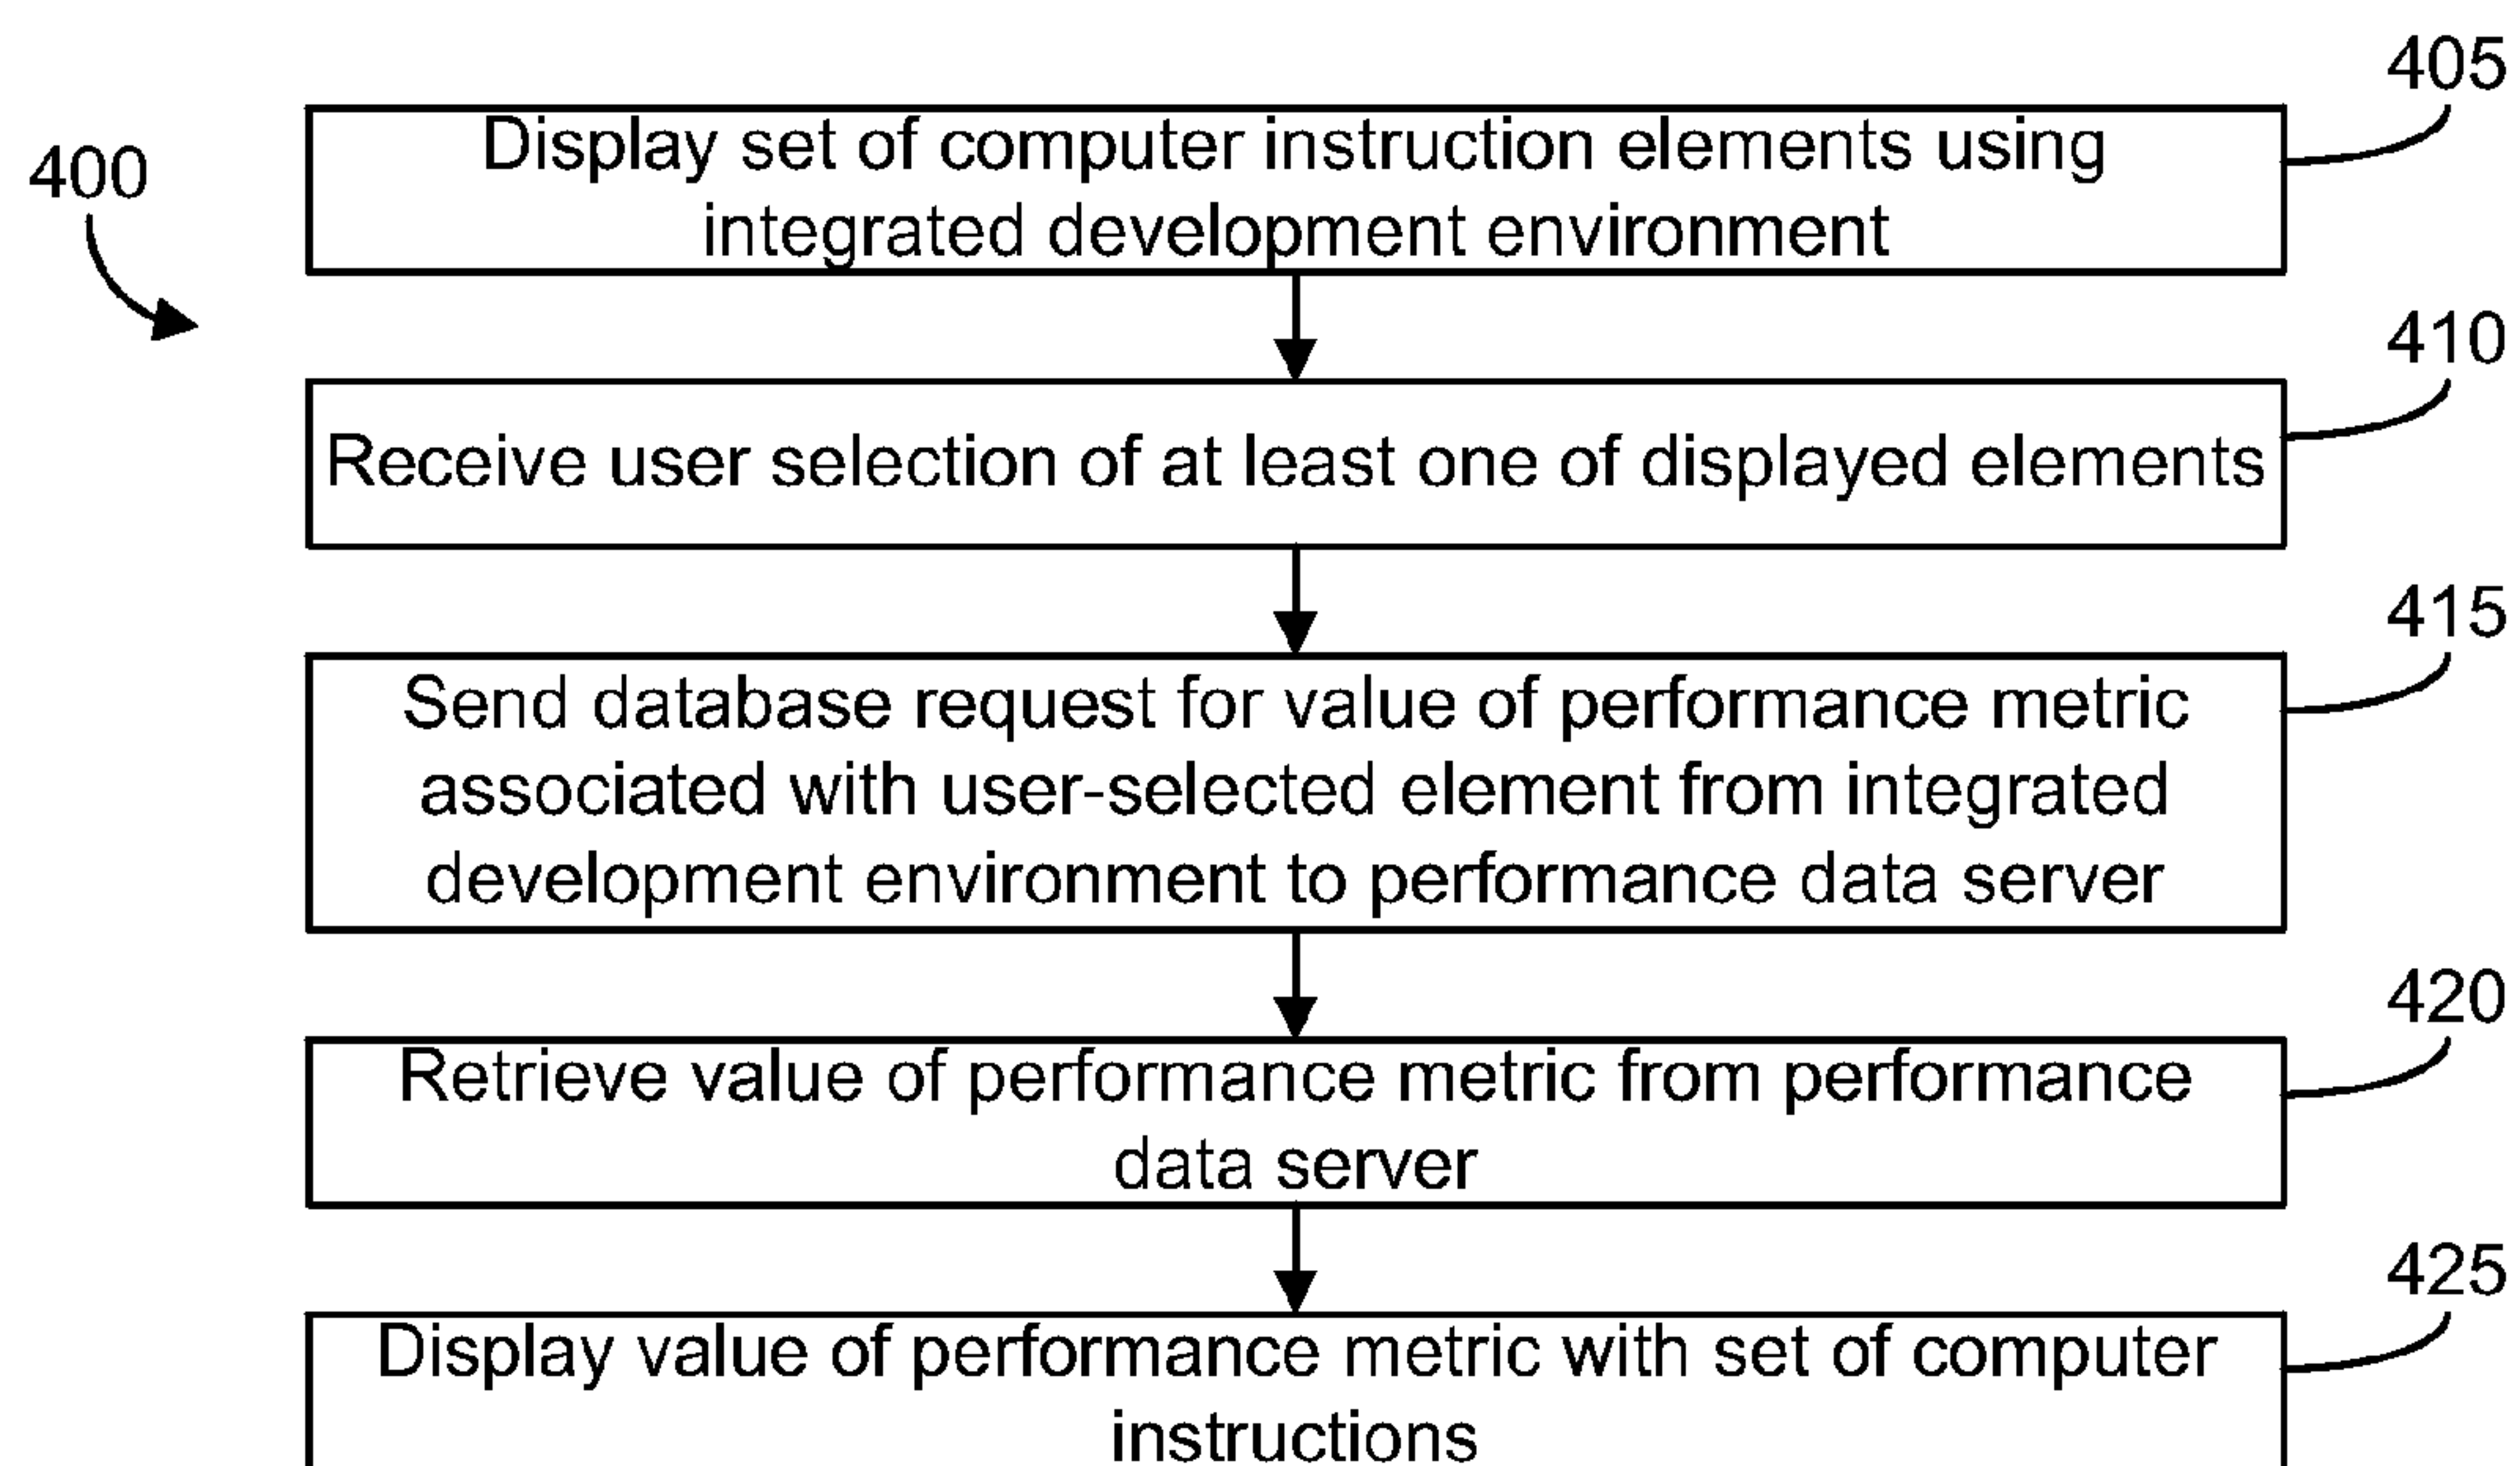 405
Display set of computer instruction elements using
integrated development environment
400
410
Receive user selection of at least one of displayed elements
415
Send database request for value of performance metric
associated with user-selected element from integrated
development environment to performance data server
420
Retrieve value of performance metric from performance
data server
425
Display value of performance metric with set of computer
instructions